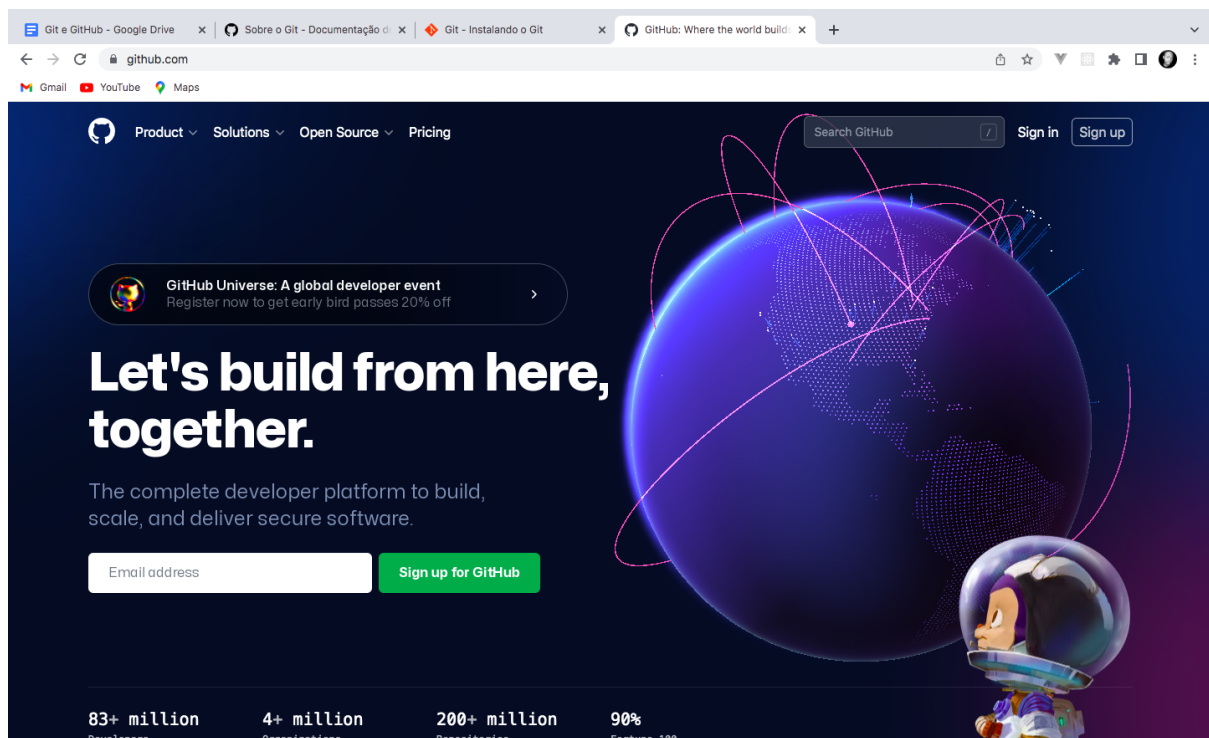 Git e GitHub - Google Drive
Sobre o Git - Documentação d
Git - Instalando o Git
GitHub: Where the world build
github.com
Gmail YouTube Maps
Product Solutions Open Source Pricing
Search GitHub /
Sign in Sign up
GitHub Universe: A global developer event
Register now to get early bird passes 20% off
Let's build from here,
together.
The complete developer platform to build,
scale, and deliver secure software.
Email address Sign up for GitHub
83+ million 4+ million 200+ million 90%